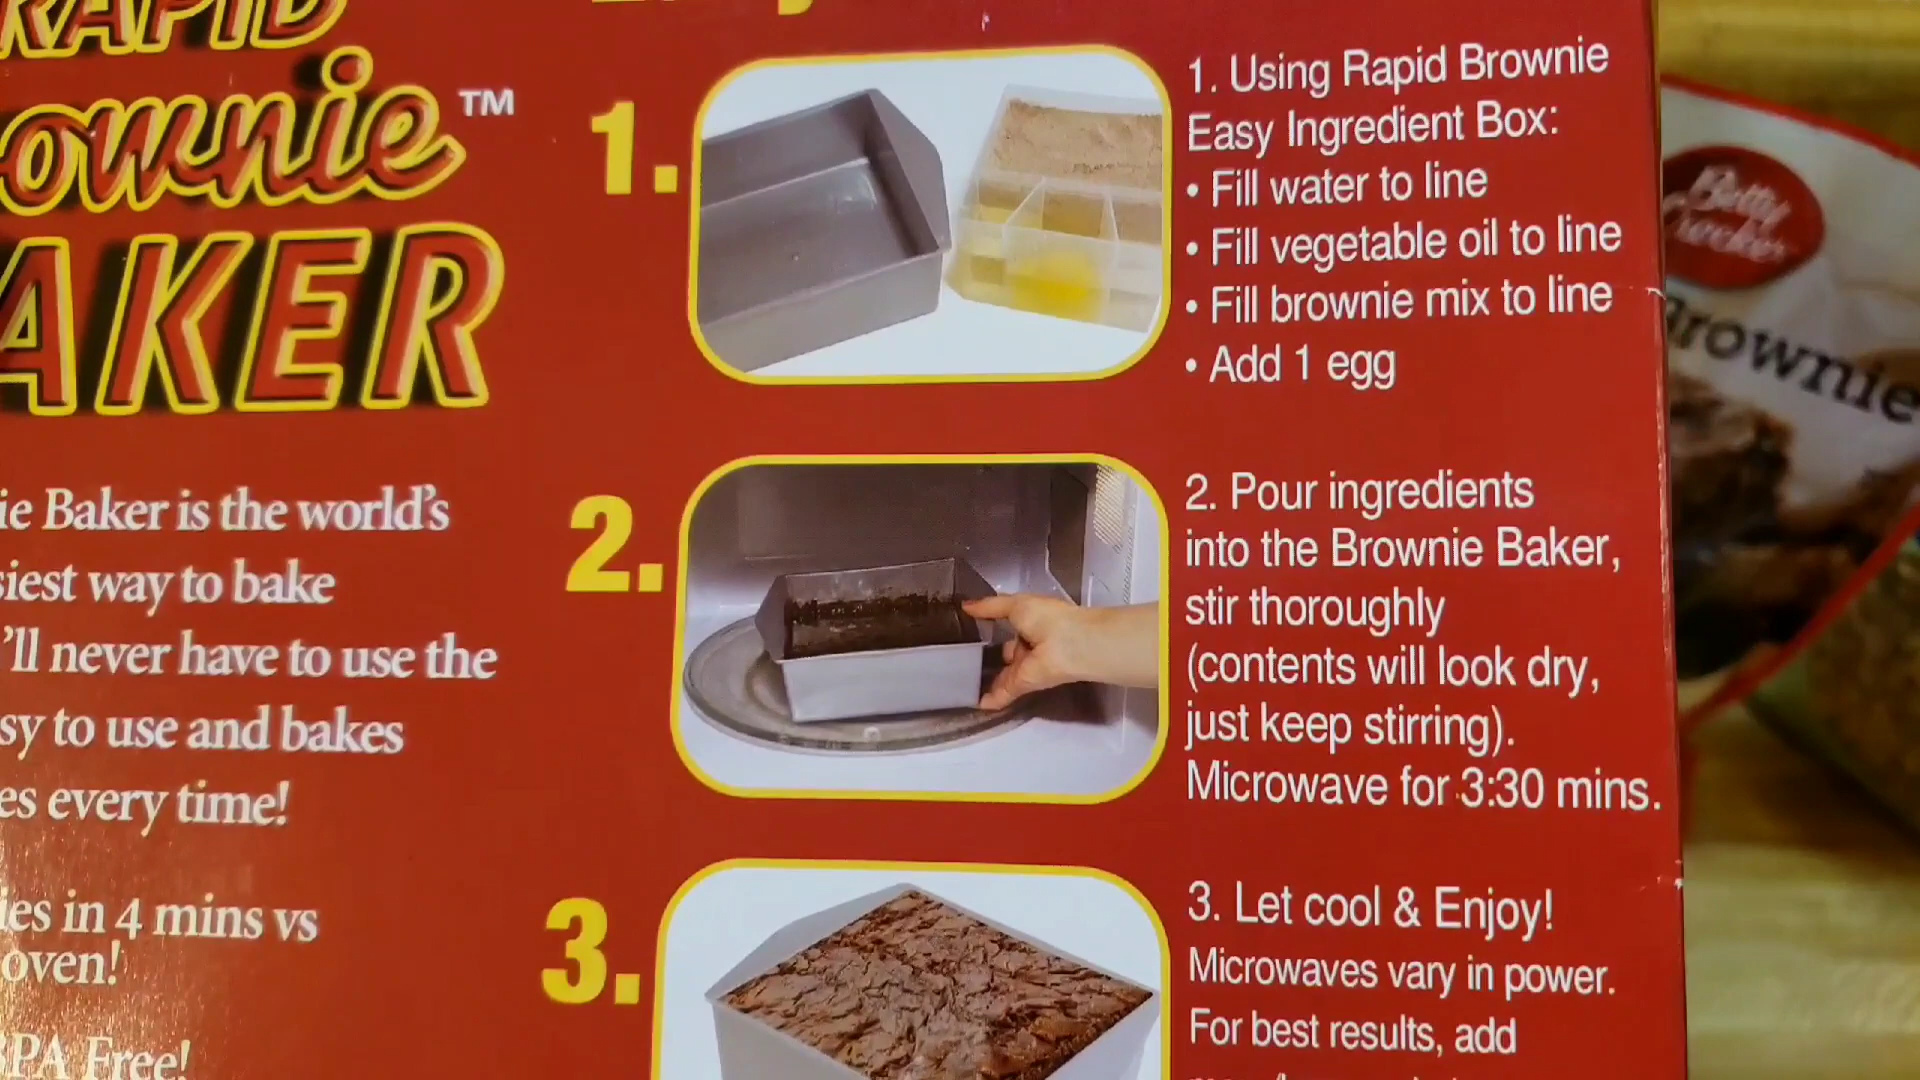 RAPID
ownie™
AKER
ie Baker is the world's
siest way to bake
'll never have to use the
sy to use and bakes
es every time!
ies in 4 mins vs
oven!
PA Free!
1.
1. Using Rapid Brownie
Easy Ingredient Box:
• Fill water to line
• Fill vegetable oil to line
• Fill brownie mix to line
• Add 1 egg
2.
2. Pour ingredients
into the Brownie Baker,
stir thoroughly
(contents will look dry,
just keep stirring).
Microwave for 3:30 mins.
3.
3. Let cool & Enjoy!
Microwaves vary in power.
For best results, add
Betty
Crocker
Brownie